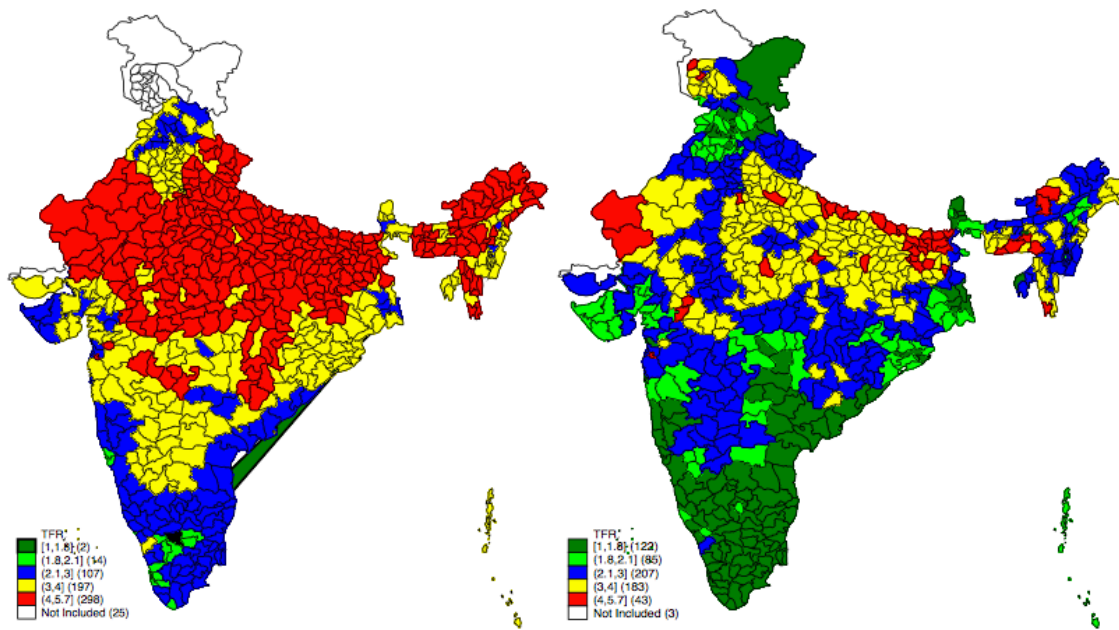 TFR
[1,1.8] (2)
(1.8,2.1] (14)
(2.1,3] (107)
(3,4] (197)
(4,5.7] (298)
Not Included (25)
TFR
[1,1.8] (122)
(1.8,2.1] (85)
(2.1,3] (207)
(3,4] (183)
(4,5.7] (43)
Not Included (3)